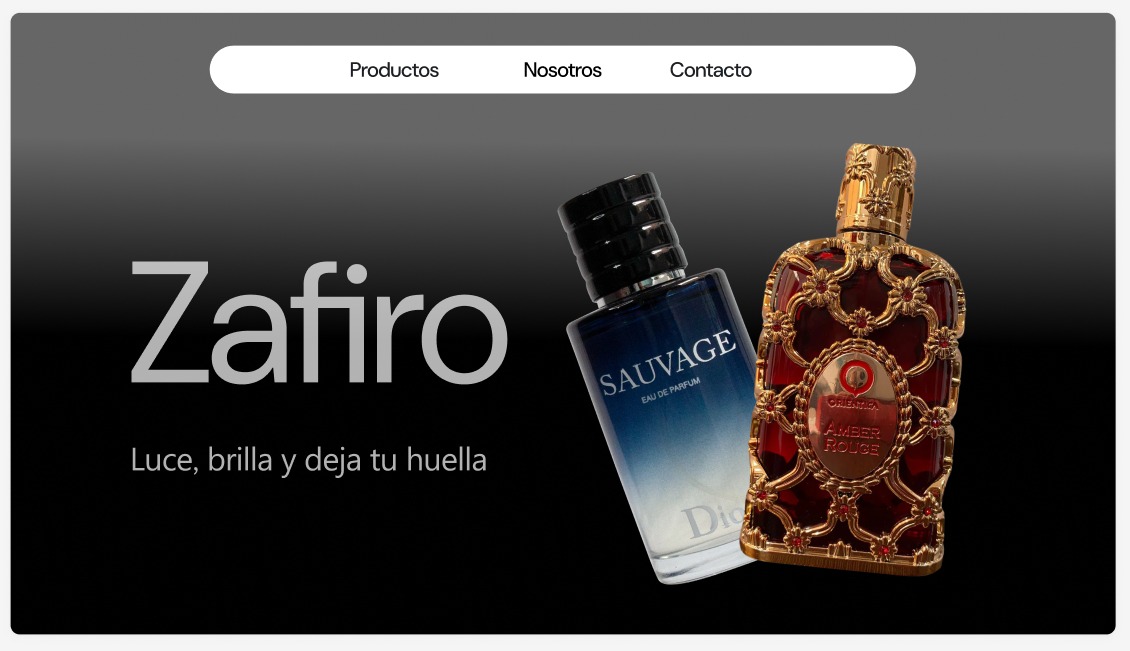 Productos Nosotros Contacto
Zafiro
Luce, brilla y deja tu huella
SAUVAGE
EAU DE PARFUM
Dior
ORIENTICA
AMBER
ROUGE